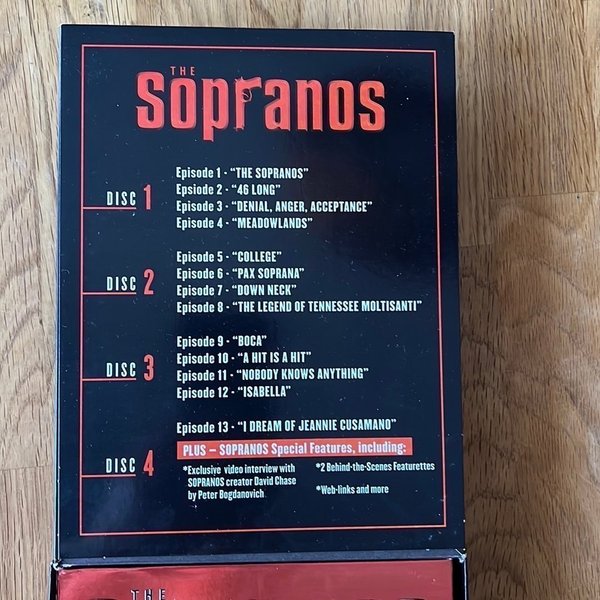 THE
Sopranos
DISC 1
Episode 1 - “THE SOPRANOS”
Epsiode 2 - “46 LONG”
Episode 3 - “DENIAL, ANGER, ACCEPTANCE”
Episode 4 - “MEADOWLANDS”
DISC 2
Episode 5 - “COLLEGE”
Episode 6 - “PAX SOPRANA”
Episode 7 - “DOWN NECK”
Episode 8 - “THE LEGEND OF TENNESSEE MOLTISANTI”
DISC 3
Episode 9 - “BOCA”
Episode 10 - “A HIT IS A HIT”
Episode 11 - “NOBODY KNOWS ANYTHING”
Episode 12 - “ISABELLA”
DISC 4
Episode 13 - “I DREAM OF JEANNIE CUSAMANO”
PLUS – SOPRANOS Special Features, including:
*Exclusive video interview with
SOPRANOS creator David Chase
by Peter Bogdanovich
*2 Behind-the-Scenes Featurettes
*Web-links and more
THE